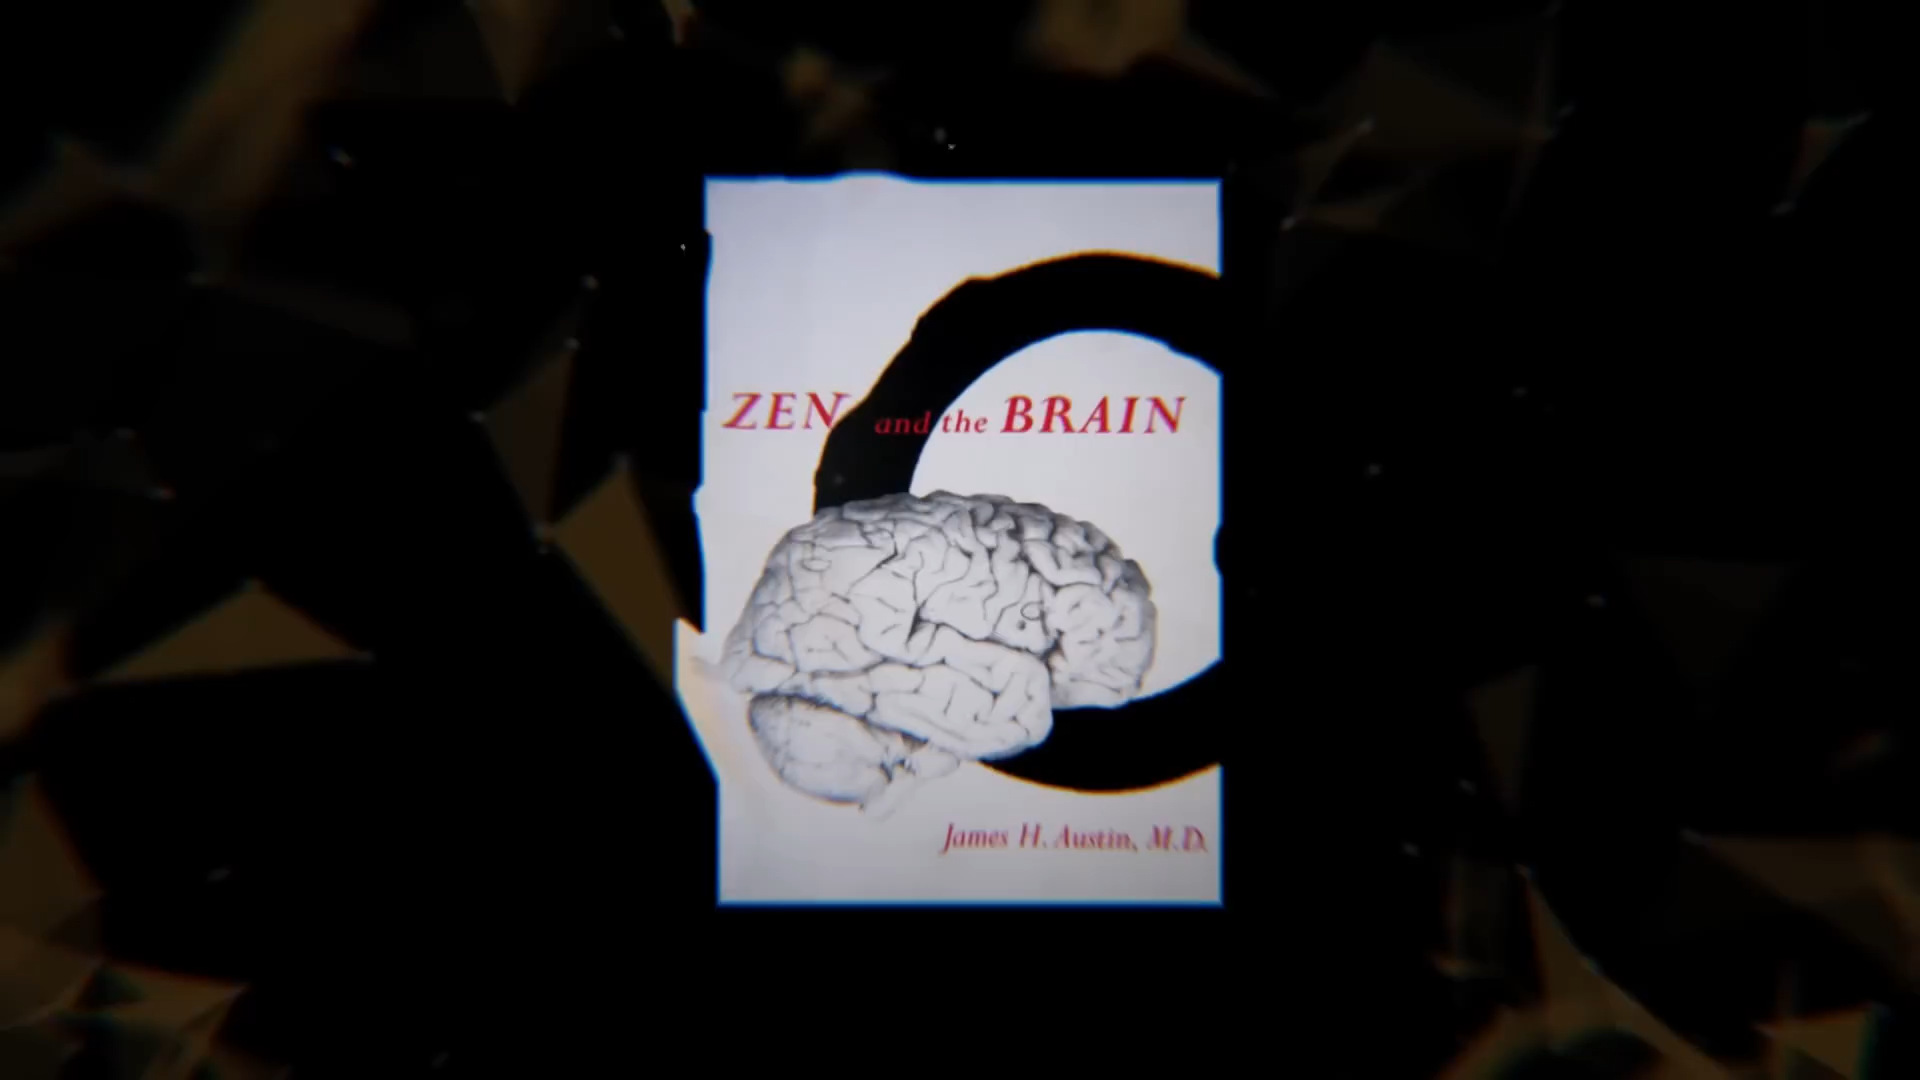 ZEN and the BRAIN
James H. Austin, M.D.